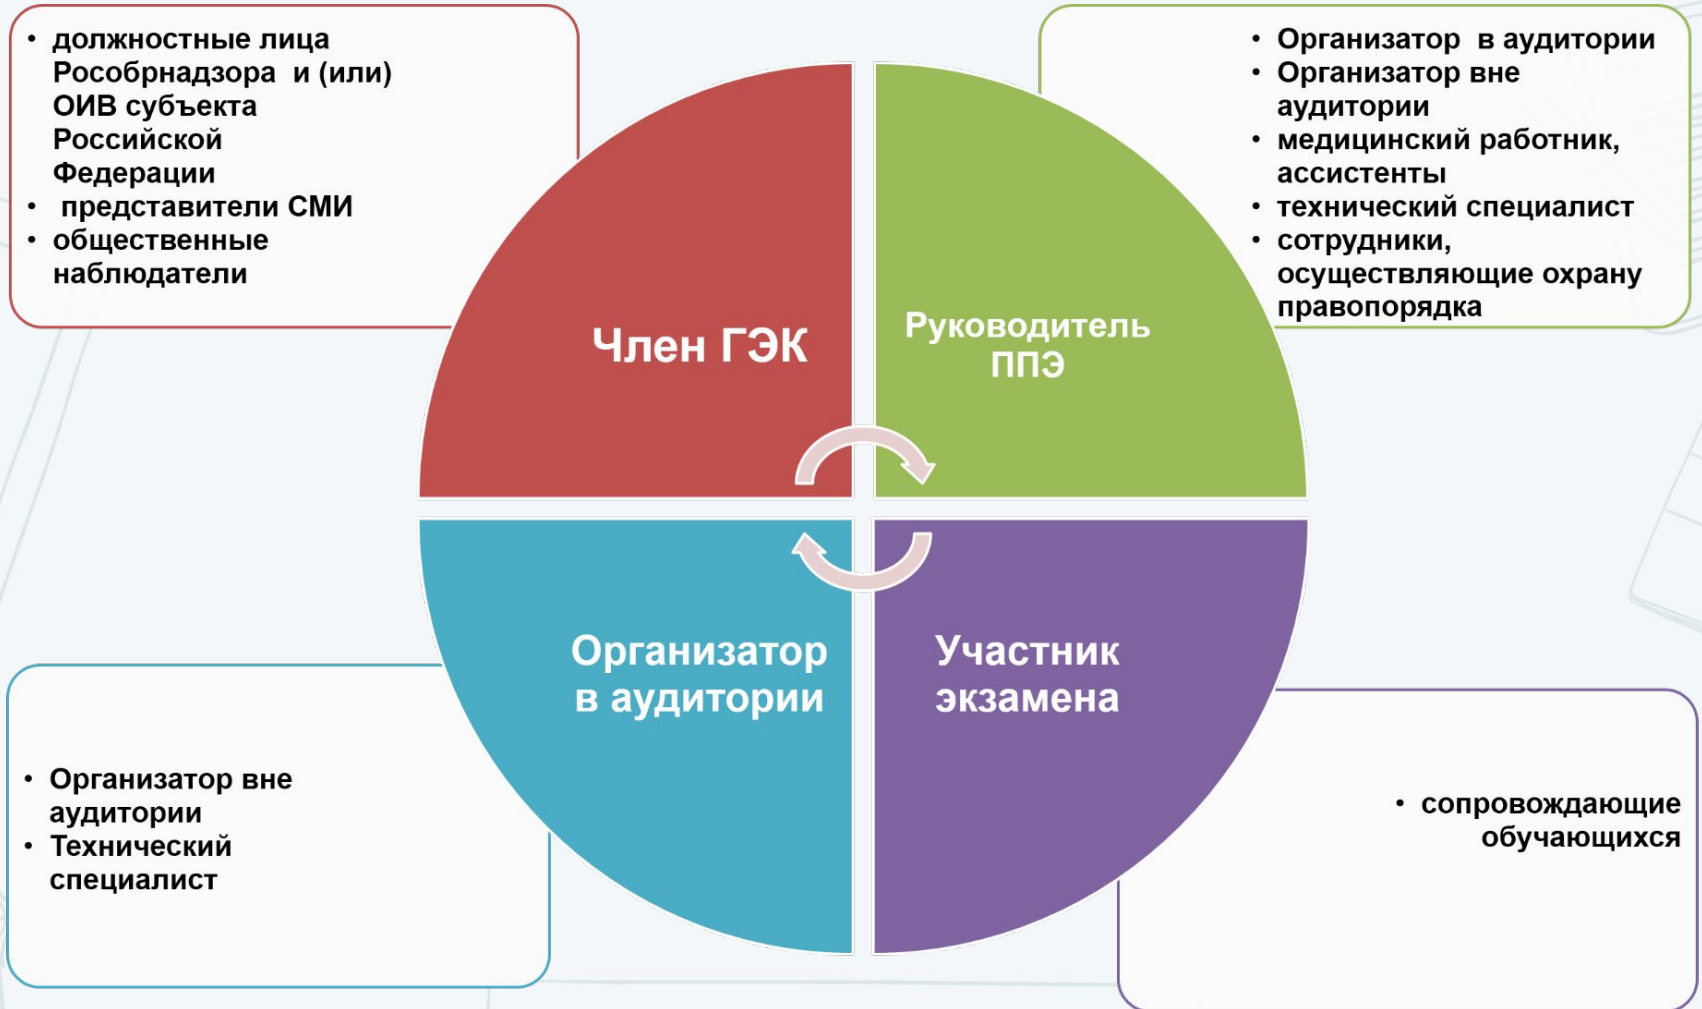 • должностные лица
Рособрнадзора и (или)
ОИВ субъекта
Российской
Федерации
• представители СМИ
• общественные
наблюдатели
• Организатор в аудитории
• Организатор вне
аудитории
• медицинский работник,
ассистенты
• технический специалист
• сотрудники,
осуществляющие охрану
правопорядка
Член ГЭК
Руководитель
ППЭ
Организатор
в аудитории
Участник
экзамена
• Организатор вне
аудитории
• Технический
специалист
• сопровождающие
обучающихся